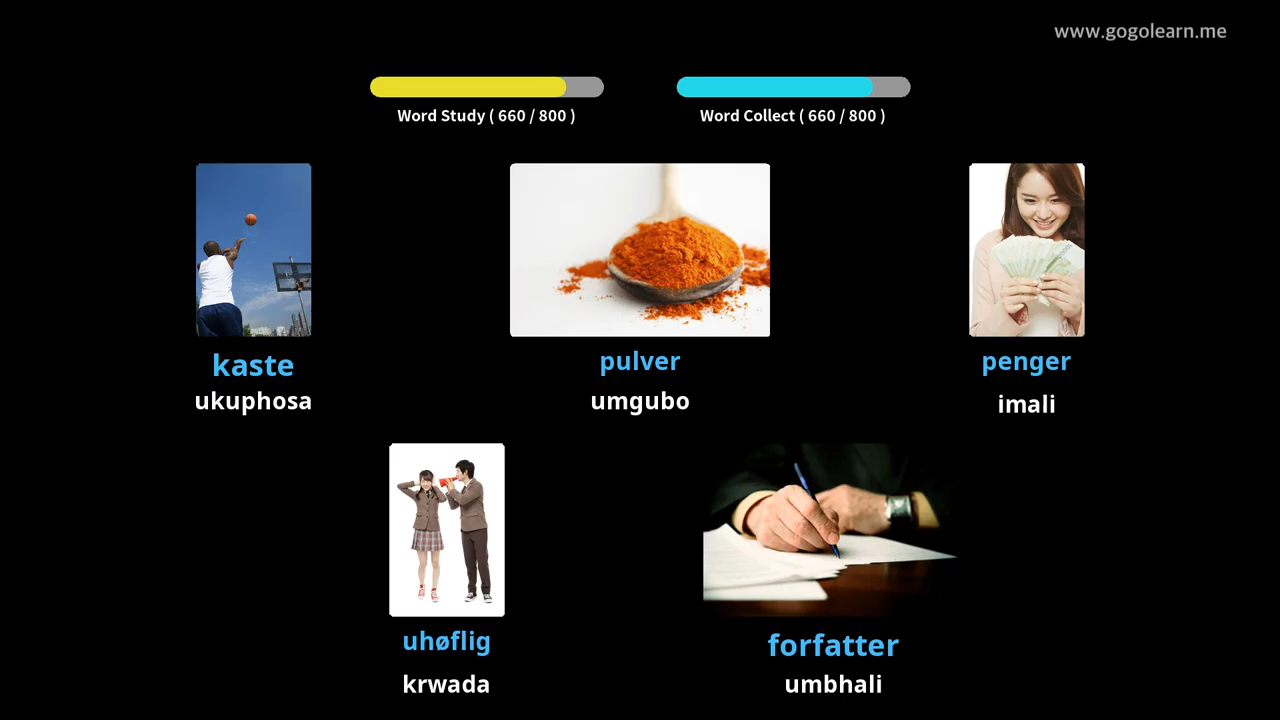 www.gogolearn.me
Word Study ( 660 / 800 )
Word Collect ( 660 / 800 )
kaste
ukuphosa
pulver
umgubo
penger
imali
uhøflig
krwada
forfatter
umbhali